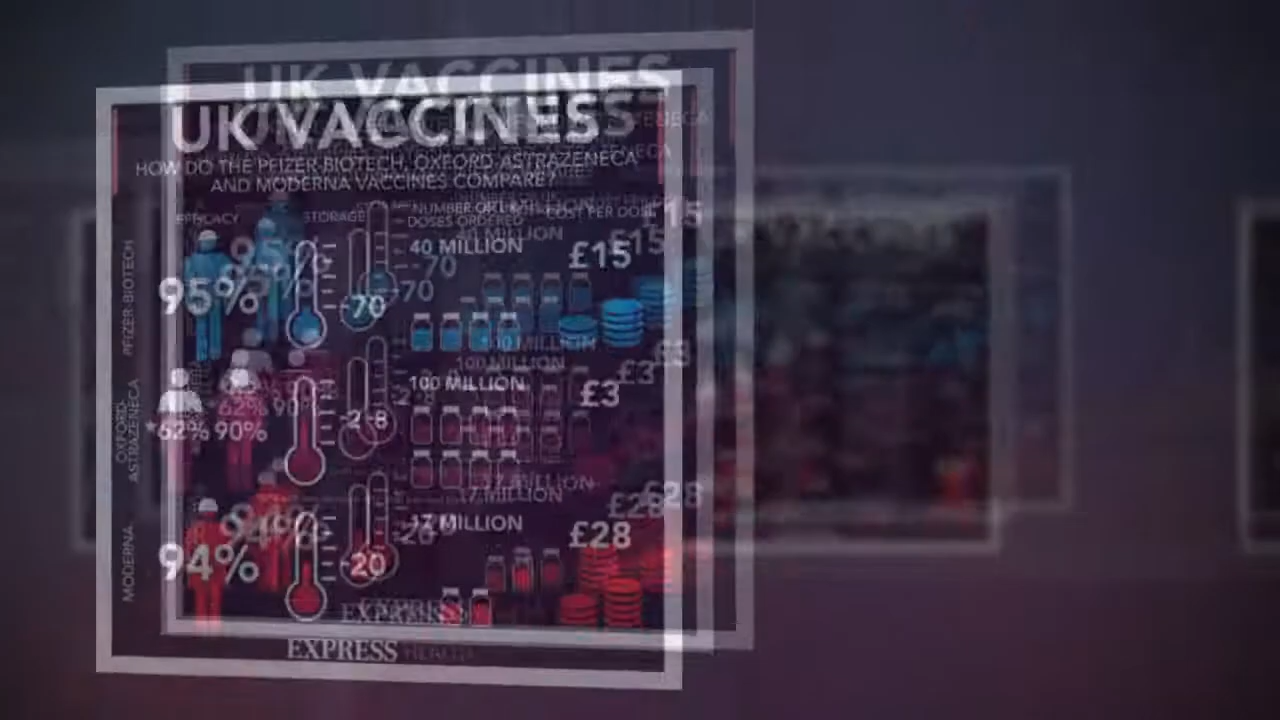 UK VACCINES
HOW DO THE PFIZER-BIOTECH, OXFORD-ASTRAZENECA
AND MODERNA VACCINES COMPARE?
EFFICACY STORAGE NUMBER OF UK DOSES ORDERED COST PER DOSE
PFIZER-BIOTECH
95% -70 40 MILLION £15
OXFORD-ASTRAZENECA
*62% 90% 2-8 100 MILLION £3
MODERNA
94% -20 17 MILLION £28
EXPRESS HEALTH